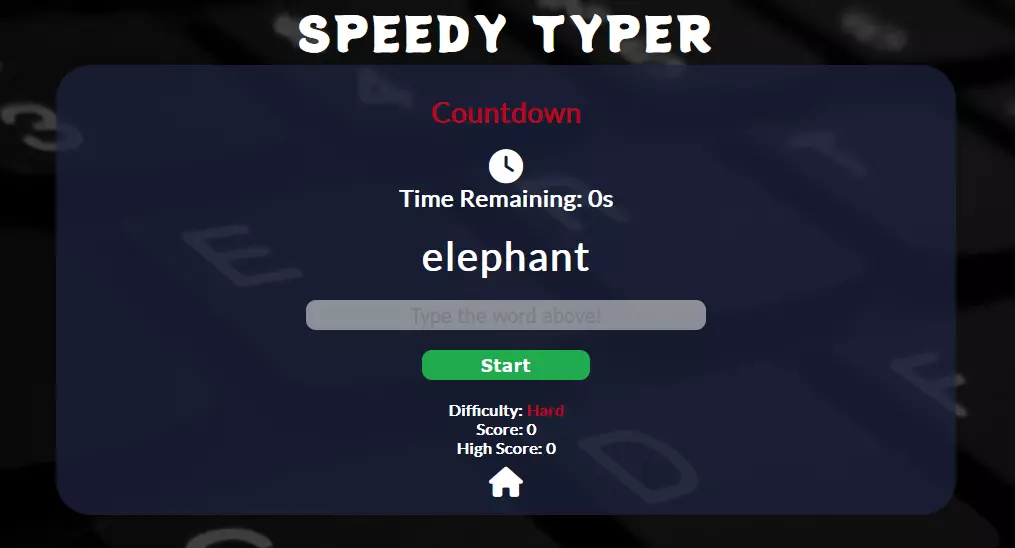 SPEEDY TYPER
Countdown
Time Remaining: 0s
elephant
Type the word above!
Start
Difficulty: Hard
Score: 0
High Score: 0